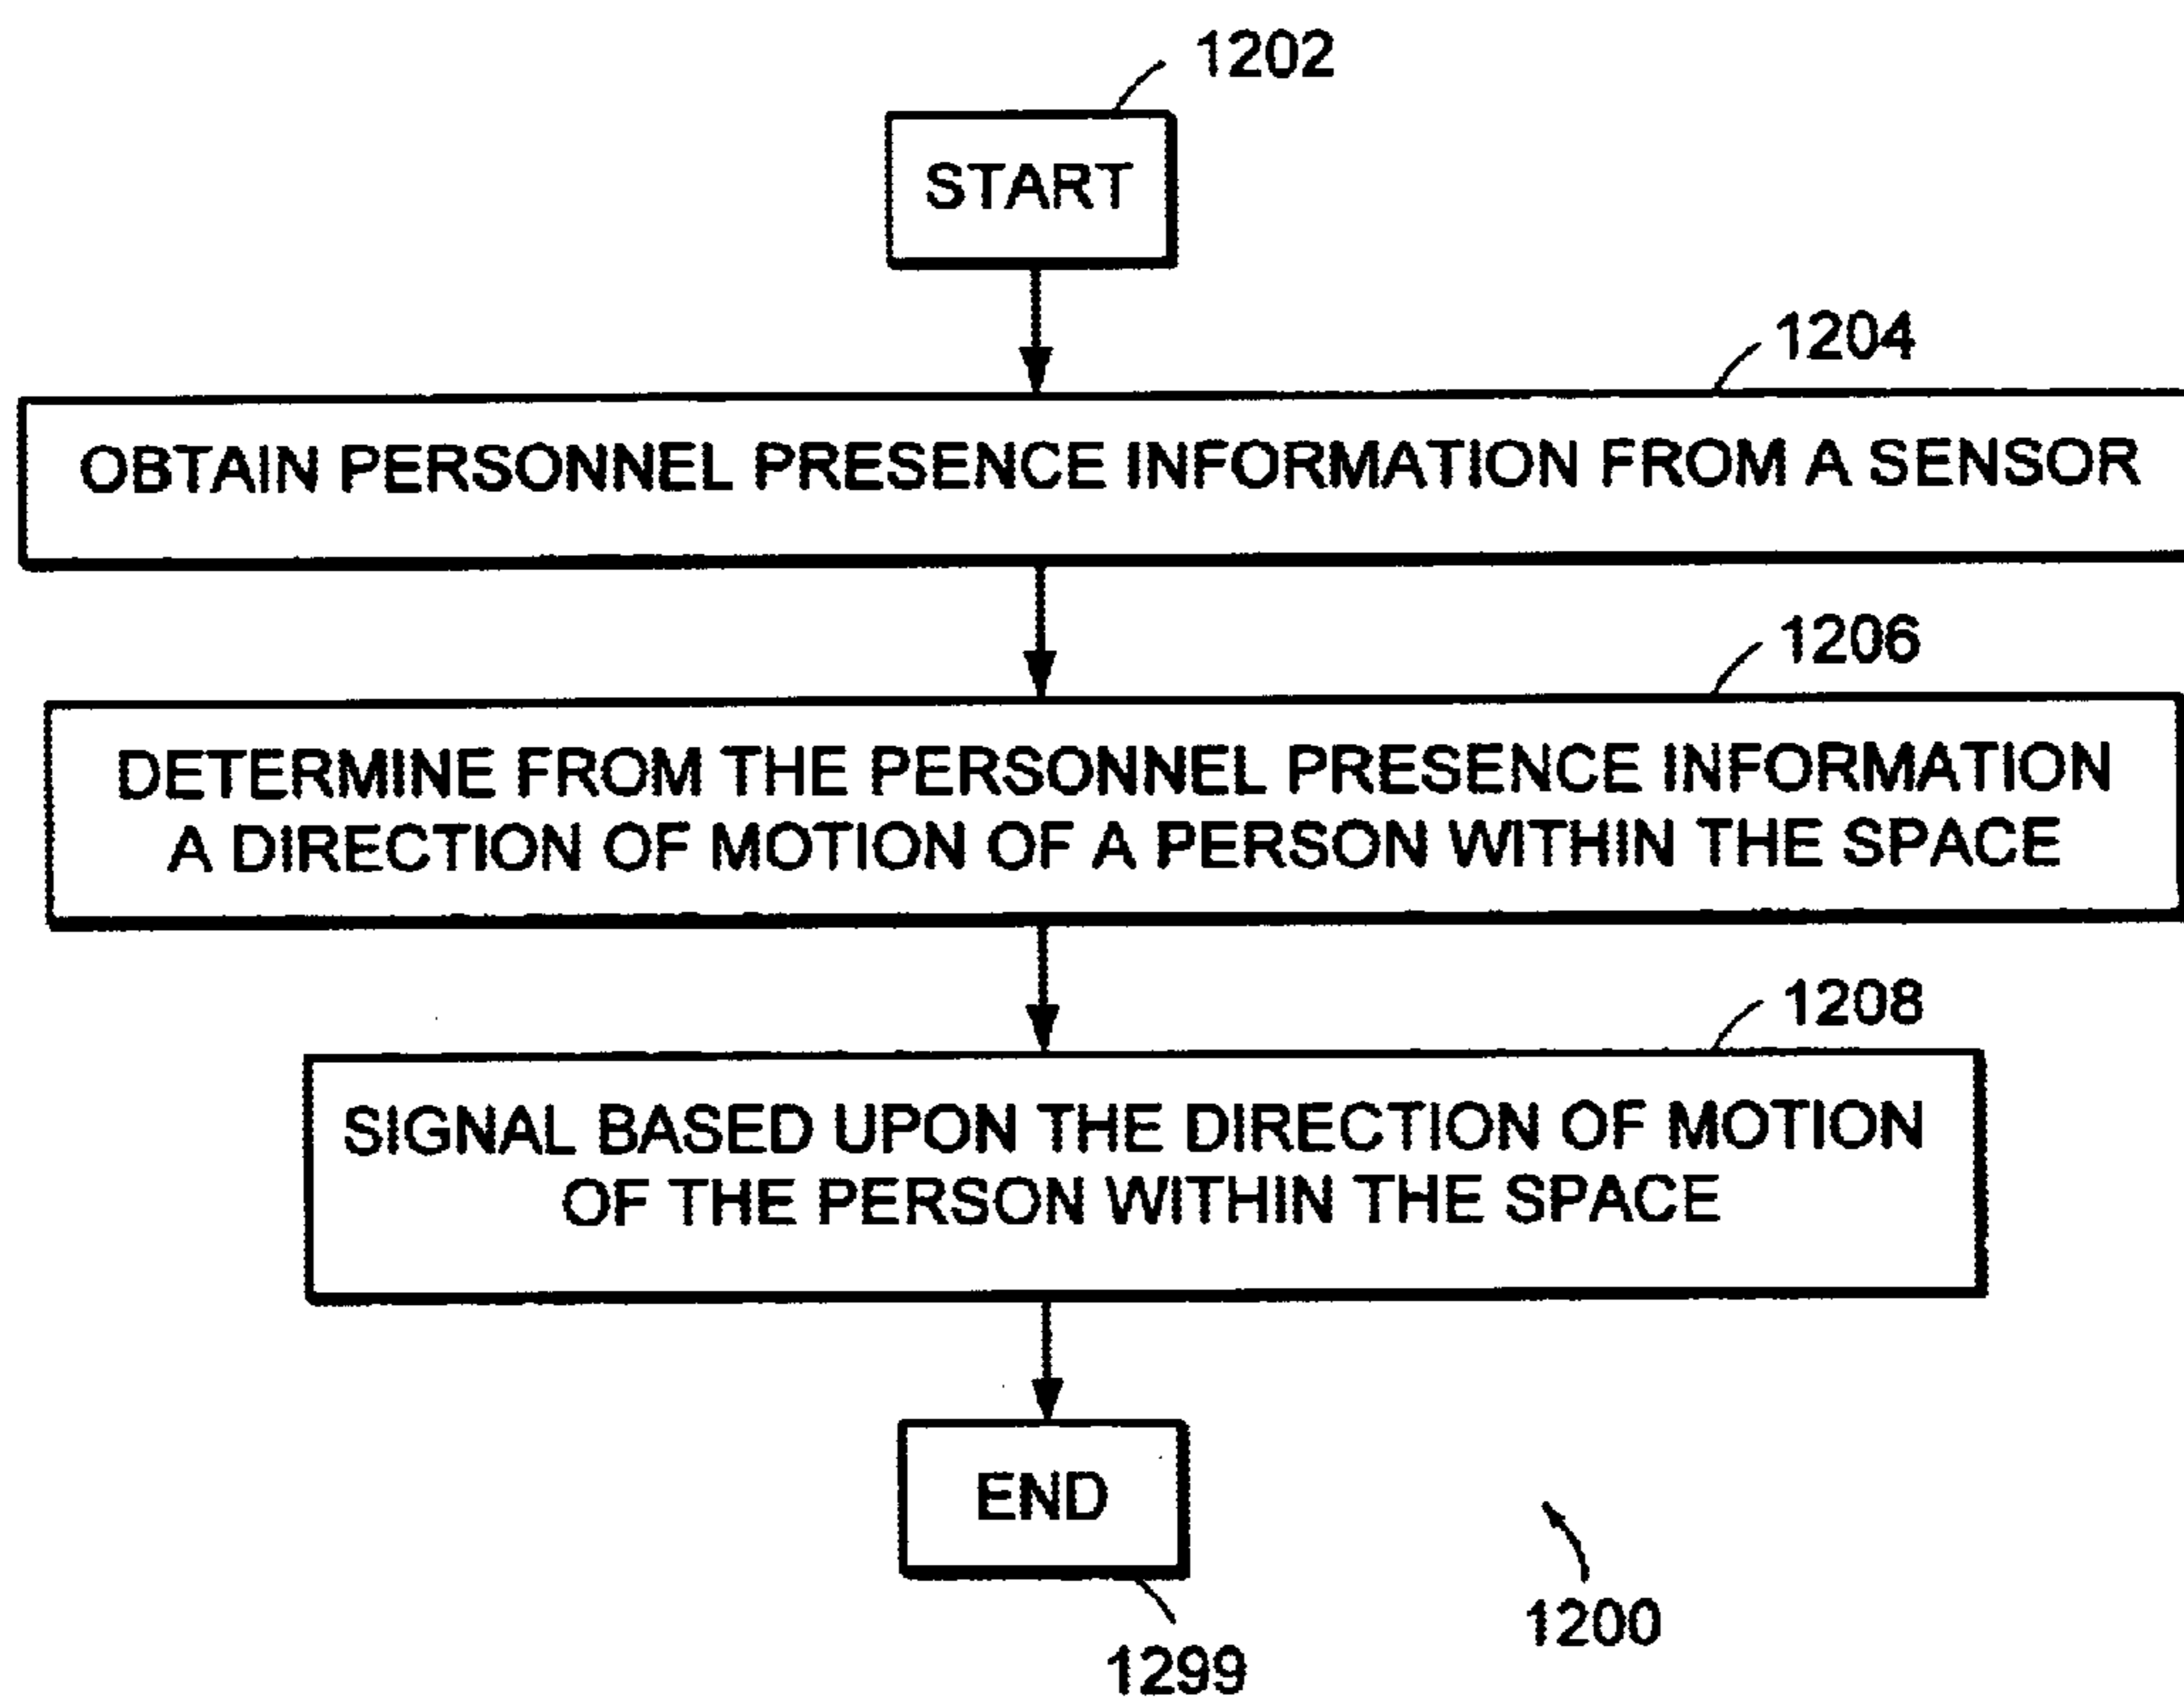 1202
START
1204
OBTAIN PERSONNEL PRESENCE INFORMATION FROM A SENSOR
1206
DETERMINE FROM THE PERSONNEL PRESENCE INFORMATION
A DIRECTION OF MOTION OF A PERSON WITHIN THE SPACE
1208
SIGNAL BASED UPON THE DIRECTION OF MOTION
OF THE PERSON WITHIN THE SPACE
END
1200
1299